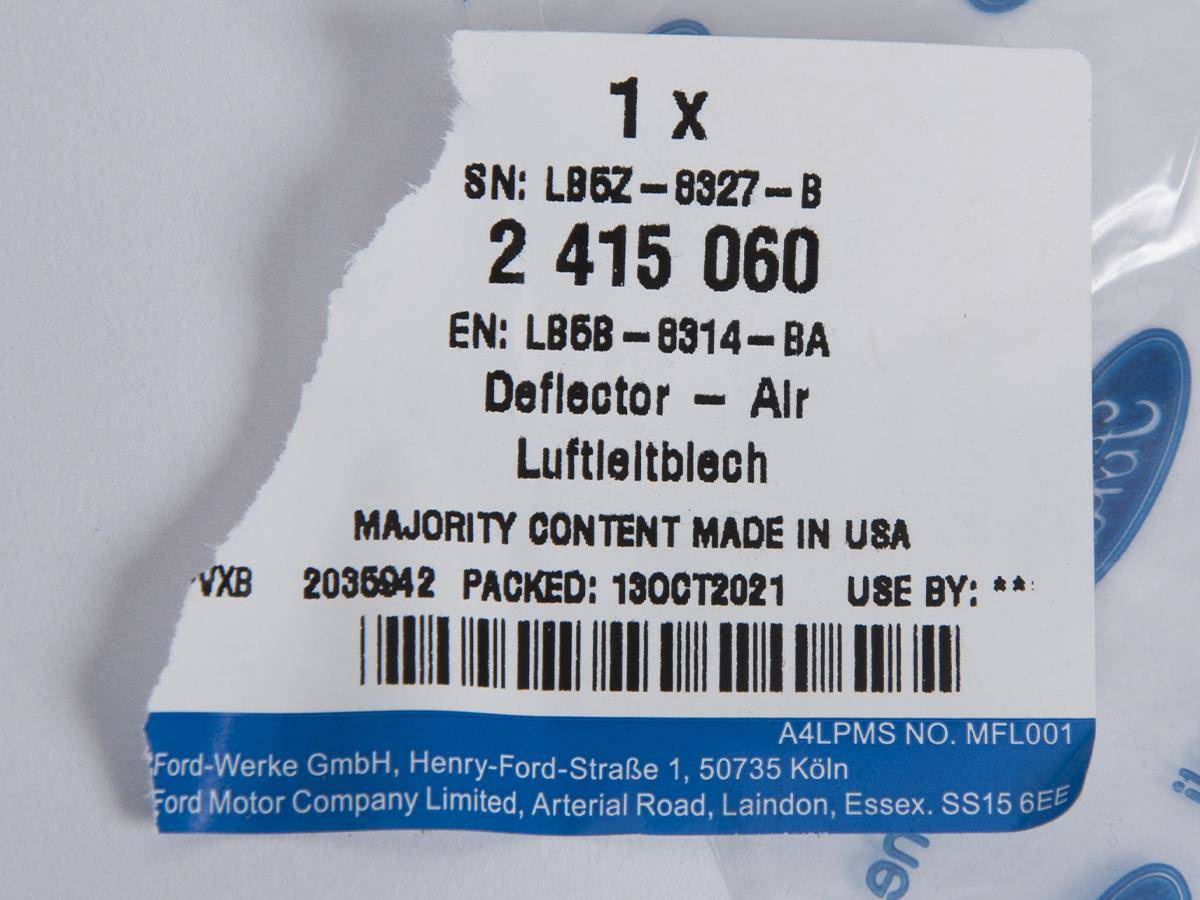 1 x
SN: LB5Z-8327-B
2 415 060
EN: LB5B-8314-BA
Deflector - Air
Luftleitblech
MAJORITY CONTENT MADE IN USA
VXB 2035942 PACKED: 13OCT2021 USE BY: **
A4LPMS NO. MFL001
Ford-Werke GmbH, Henry-Ford-Straße 1, 50735 Köln
Ford Motor Company Limited, Arterial Road, Laindon, Essex. SS15 6EE
Ford